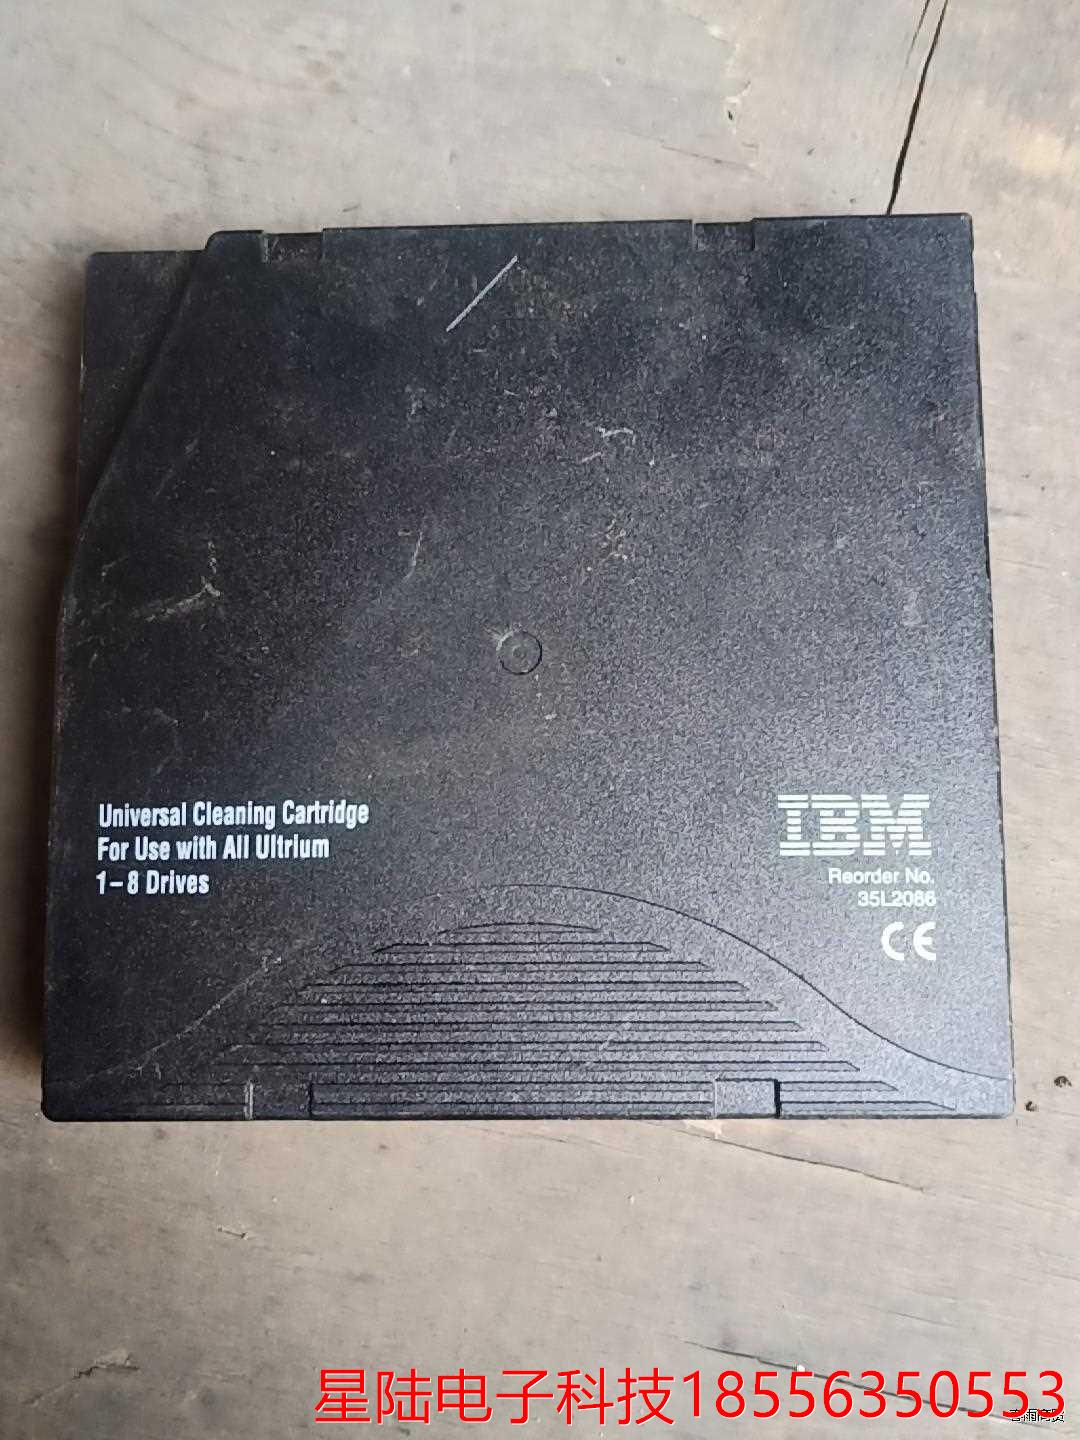 Universal Cleaning Cartridge
For Use with All Ultrium
1-8 Drives
IBM
Reorder No.
35L2086
CE
星陆电子科技18556350553